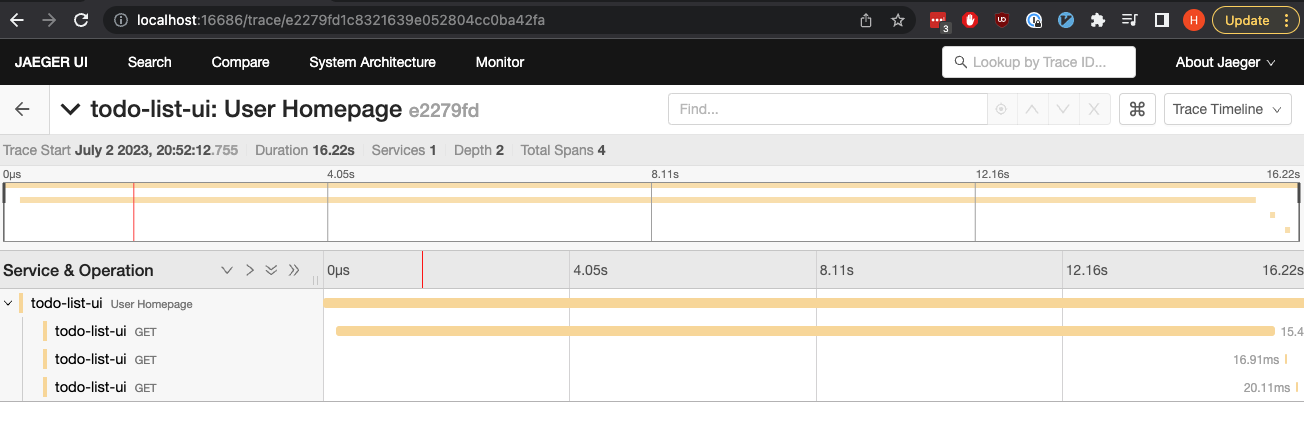 localhost:16686/trace/e2279fd1c8321639e052804cc0ba42fa 3 UD H Update
JAEGER UI Search Compare System Architecture Monitor Lookup by Trace ID... About Jaeger
todo-list-ui: User Homepage e2279fd Find... ⌘ Trace Timeline
Trace Start July 2 2023, 20:52:12.755 Duration 16.22s Services 1 Depth 2 Total Spans 4
0μs 4.05s 8.11s 12.16s 16.22s
Service & Operation 0μs 4.05s 8.11s 12.16s 16.22s
todo-list-ui User Homepage
todo-list-ui GET 15.4
todo-list-ui GET 16.91ms
todo-list-ui GET 20.11ms